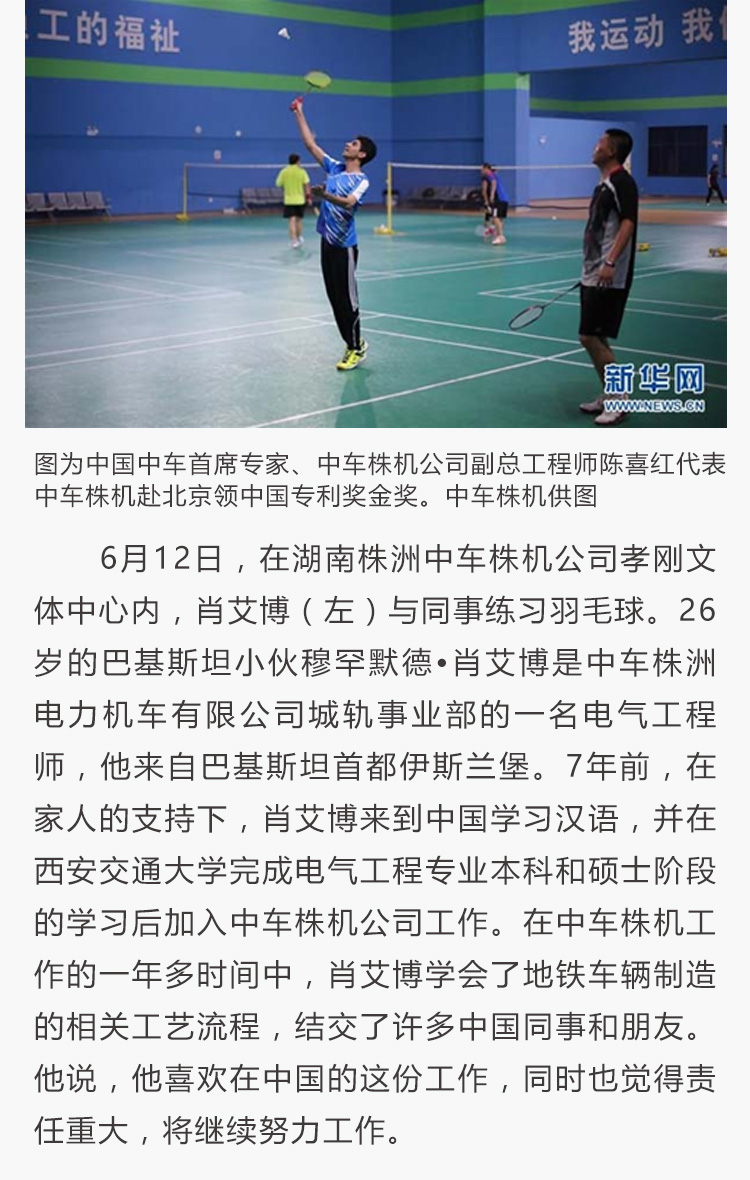 工的福祉
我运动 我
新华网
WWW.NEWS.CN
图为中国中车首席专家、中车株机公司副总工程师陈喜红代表
中车株机赴北京领中国专利奖金奖。中车株机供图
6月12日，在湖南株洲中车株机公司孝刚文
体中心内，肖艾博（左）与同事练习羽毛球。26
岁的巴基斯坦小伙穆罕默德•肖艾博是中车株洲
电力机车有限公司城轨事业部的一名电气工程
师，他来自巴基斯坦首都伊斯兰堡。7年前，在
家人的支持下，肖艾博来到中国学习汉语，并在
西安交通大学完成电气工程专业本科和硕士阶段
的学习后加入中车株机公司工作。在中车株机工
作的一年多时间中，肖艾博学会了地铁车辆制造
的相关工艺流程，结交了许多中国同事和朋友。
他说，他喜欢在中国的这份工作，同时也觉得责
任重大，将继续努力工作。